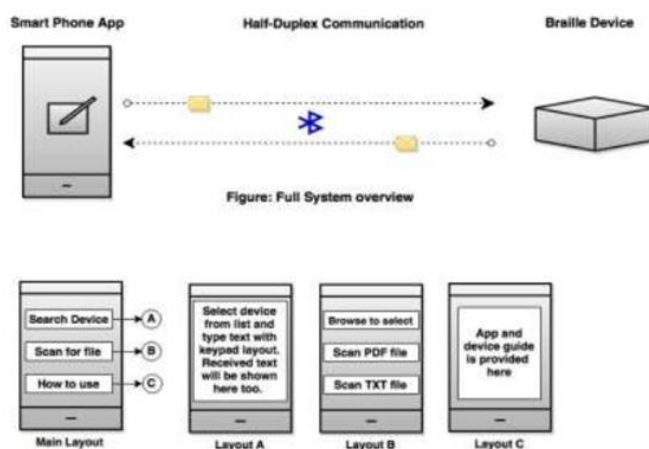 Smart Phone App
Half-Duplex Communication
Braille Device
Figure: Full System overview
Search Device
A
Scan for file
B
How to use
C
Main Layout
Select device
from list and
type text with
keypad layout.
Received text
will be shown
here too.
Layout A
Browse to select
Scan PDF file
Scan TXT file
Layout B
App and
device guide
is provided
here
Layout C